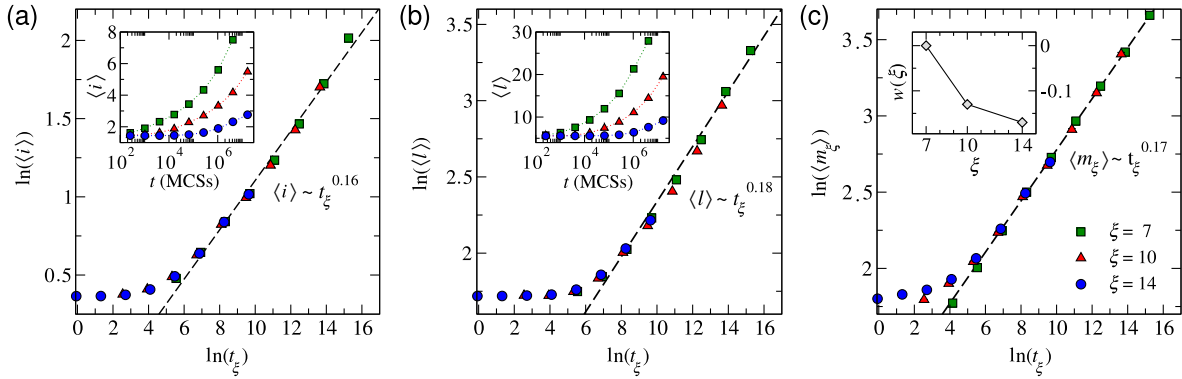 (a)
2
1.5
1
0.5
ln(⟨i⟩)
0 2 4 6 8 10 12 14 16
ln(t_ξ)
8
6
4
2
⟨i⟩
10^2 10^4 10^6
t (MCSs)
⟨i⟩ ~ t_ξ^0.16
(b)
3.5
3
2.5
2
1.5
ln(⟨l⟩)
0 2 4 6 8 10 12 14 16
ln(t_ξ)
30
20
10
⟨l⟩
10^2 10^4 10^6
t (MCSs)
⟨l⟩ ~ t_ξ^0.18
(c)
3.5
3
2.5
2
ln(⟨m_ξ⟩)
0 2 4 6 8 10 12 14 16
ln(t_ξ)
w(ξ)
0
-0.1
7 10 14
ξ
⟨m_ξ⟩ ~ t_ξ^0.17
ξ = 7
ξ = 10
ξ = 14